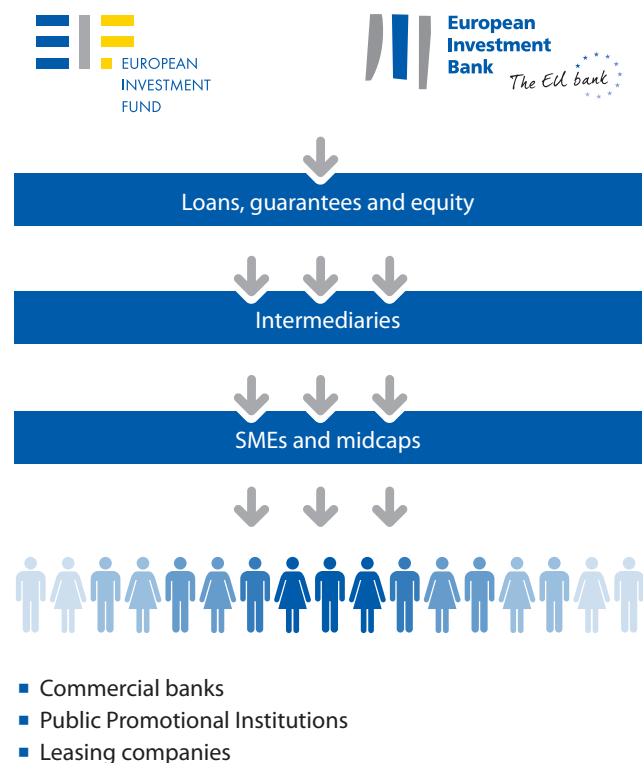 EUROPEAN
INVESTMENT
FUND
European
Investment
Bank
The EU bank
Loans, guarantees and equity
Intermediaries
SMEs and midcaps
Commercial banks
Public Promotional Institutions
Leasing companies